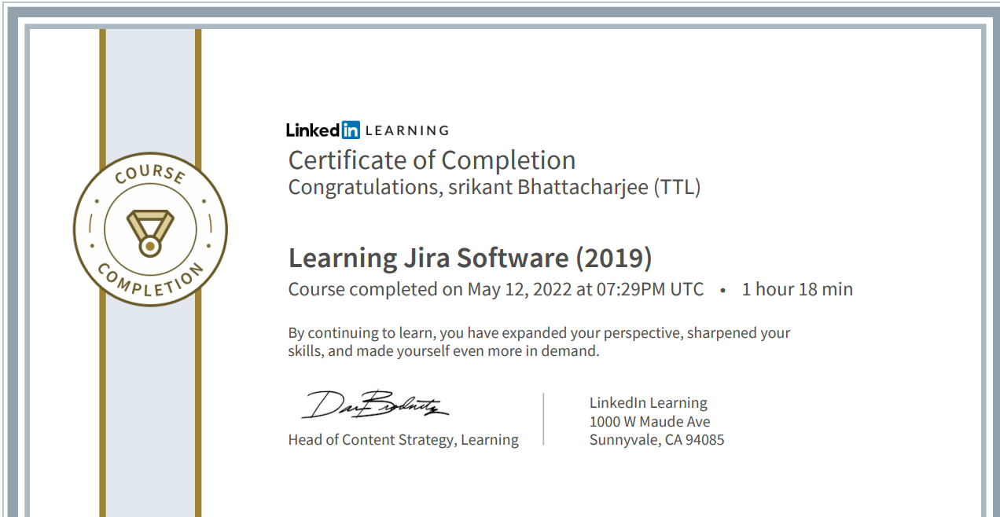 LinkedIn LEARNING
Certificate of Completion
Congratulations, srikant Bhattacharjee (TTL)
COURSE
COMPLETION
Learning Jira Software (2019)
Course completed on May 12, 2022 at 07:29PM UTC • 1 hour 18 min
By continuing to learn, you have expanded your perspective, sharpened your
skills, and made yourself even more in demand.
Head of Content Strategy, Learning
LinkedIn Learning
1000 W Maude Ave
Sunnyvale, CA 94085